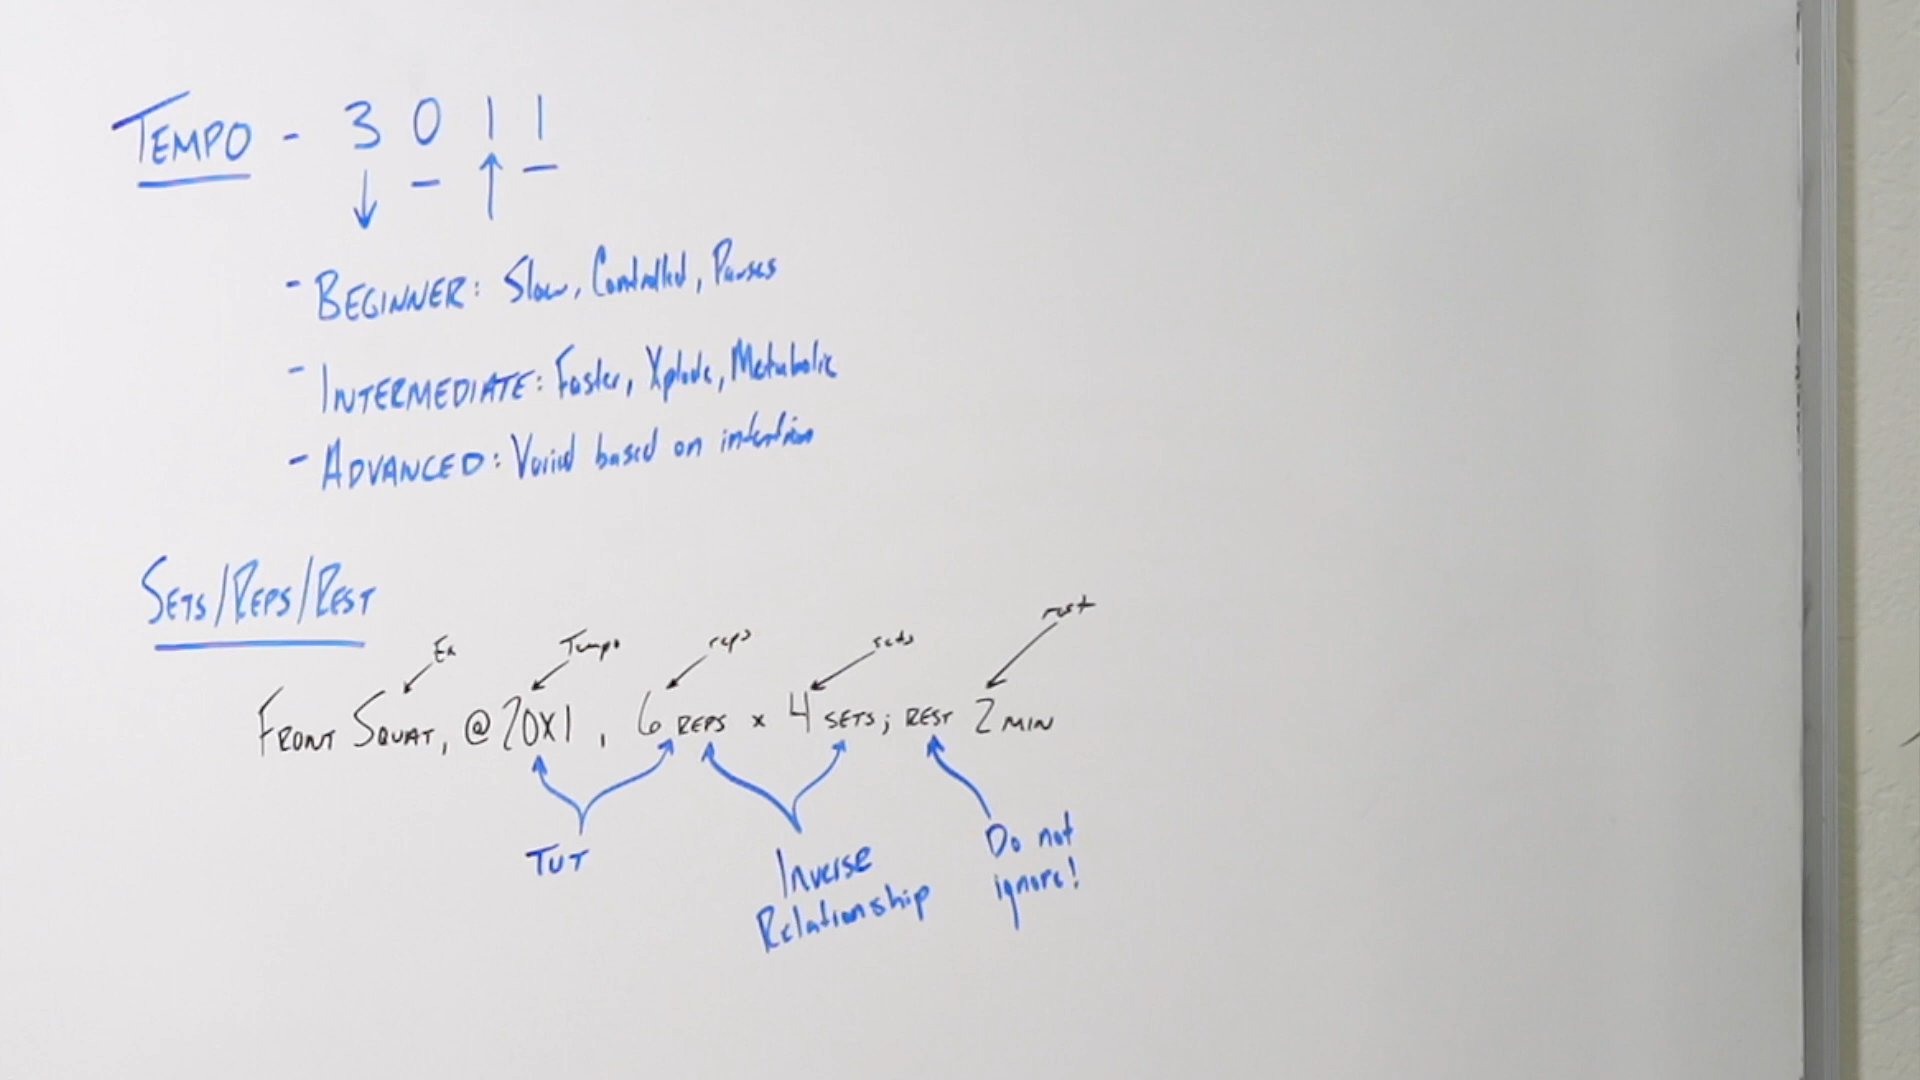 TEMPO - 3 0 1 1
- BEGINNER: Slow, Controlled, Pauses
- INTERMEDIATE: Faster, Xplode, Metabolic
- ADVANCED: Varied based on intention
SETS/REPS/REST
Ex Tempo reps sets rest
FRONT SQUAT, @ 20X1, 6 REPS x 4 SETS; REST 2 MIN
TUT
Inverse
Relationship
Do not
ignore!